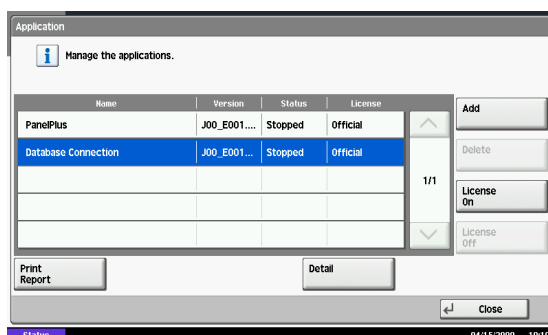 Application
Manage the applications.
Name Version Status License
PanelPlus J00_E001.... Stopped Official
Database Connection J00_E001... Stopped Official
1/1
Add
Delete
License On
License Off
Print Report
Detail
Close
Status